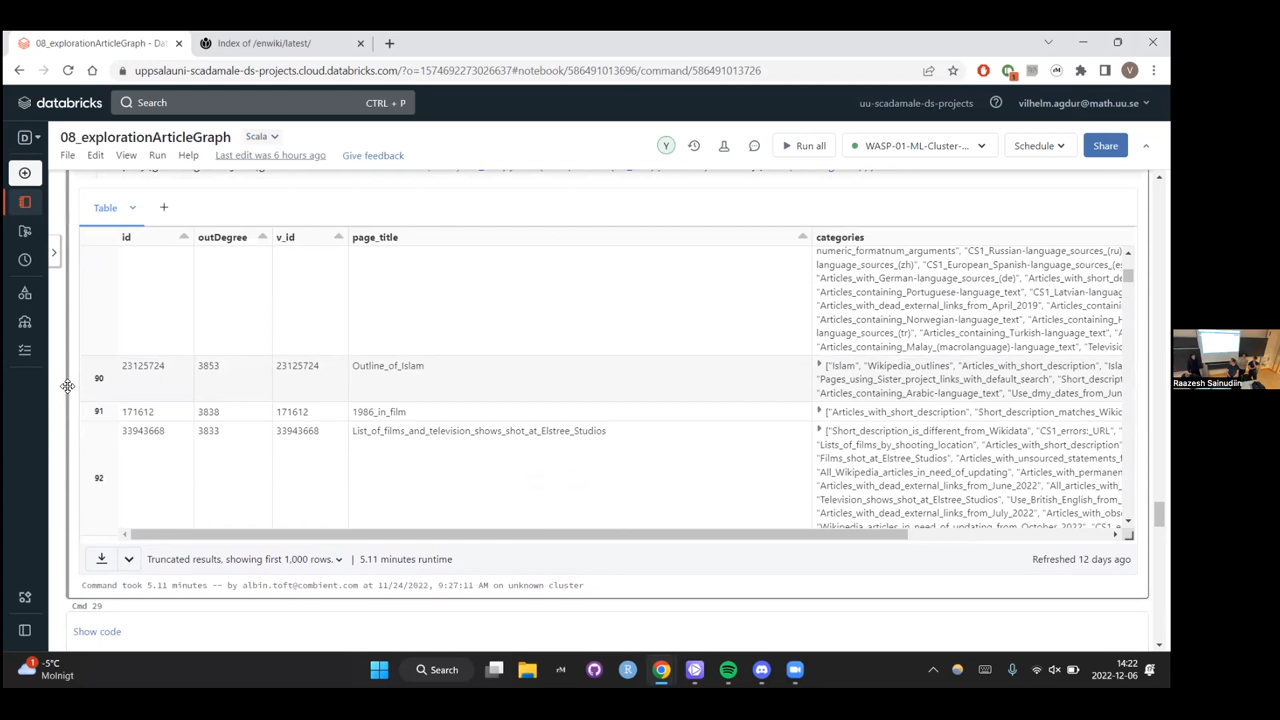 08_explorationArticleGraph - Da
Index of /enwiki/latest/
uppsalauni-scadamale-ds-projects.cloud.databricks.com/?o=1574692273026637#notebook/586491013696/command/586491013726
V
databricks
Search
CTRL + P
uu-scadamale-ds-projects
vilhelm.agdur@math.uu.se
D
08_explorationArticleGraph
Scala
File
Edit
View
Run
Help
Last edit was 6 hours ago
Give feedback
Y
Run all
WASP-01-ML-Cluster-...
Schedule
Share
Table
id
outDegree
v_id
page_title
categories
numeric_formatnum_arguments", "CS1_Russian-language_sources_(ru)
language_sources_(zh)", "CS1_European_Spanish-language_sources_(es
"Articles_with_German-language_sources_(de)", "Articles_with_short_de
"Articles_containing_Portuguese-language_text", "CS1_Latvian-languag
"Articles_with_dead_external_links_from_April_2019", "Articles_containi
"Articles_containing_Norwegian-language_text", "Articles_containing_H
language_sources_(tr)", "Articles_containing_Turkish-language_text", "A
"Articles_containing_Malay_(macrolanguage)-language_text", "Televisio
90
23125724
3853
23125724
Outline_of_Islam
["Islam", "Wikipedia_outlines", "Articles_with_short_description", "Isla
Pages_using_Sister_project_links_with_default_search", "Short_descript
"Articles_containing_Arabic-language_text", "Use_dmy_dates_from_Jun
91
171612
3838
171612
1986_in_film
["Articles_with_short_description", "Short_description_matches_Wikid
92
33943668
3833
33943668
List_of_films_and_television_shows_shot_at_Elstree_Studios
["Short_description_is_different_from_Wikidata", "CS1_errors:_URL",
"Lists_of_films_by_shooting_location", "Articles_with_short_description"
"Films_shot_at_Elstree_Studios", "Articles_with_unsourced_statements_f
"All_Wikipedia_articles_in_need_of_updating", "Articles_with_permanen
"Articles_with_dead_external_links_from_June_2022", "All_articles_with_
"Television_shows_shot_at_Elstree_Studios", "Use_British_English_from_
"Articles_with_dead_external_links_from_July_2022", "Articles_with_obs
"Wikipedia_articles_in_need_of_updating_from_October_2022", "CS1_e
Truncated results, showing first 1,000 rows.
5.11 minutes runtime
Refreshed 12 days ago
Command took 5.11 minutes -- by albin.toft@combient.com at 11/24/2022, 9:27:11 AM on unknown cluster
Cmd 29
Show code
Raazesh Sainudiin
1
-5°C
Molnigt
Search
rM
R
14:22
2022-12-06